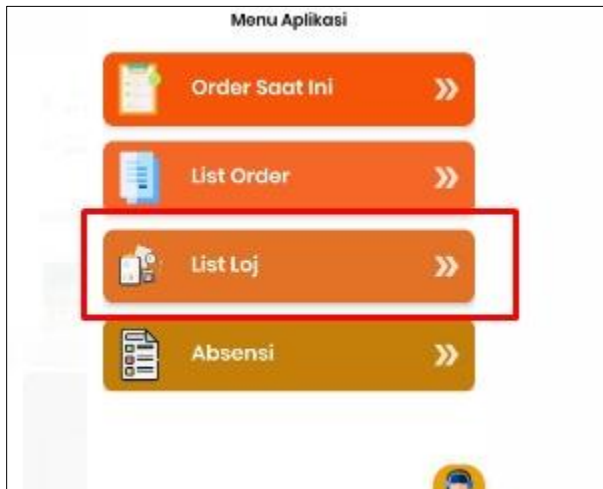 Menu Aplikasi
Order Saat Ini
List Order
List Loj
Absensi